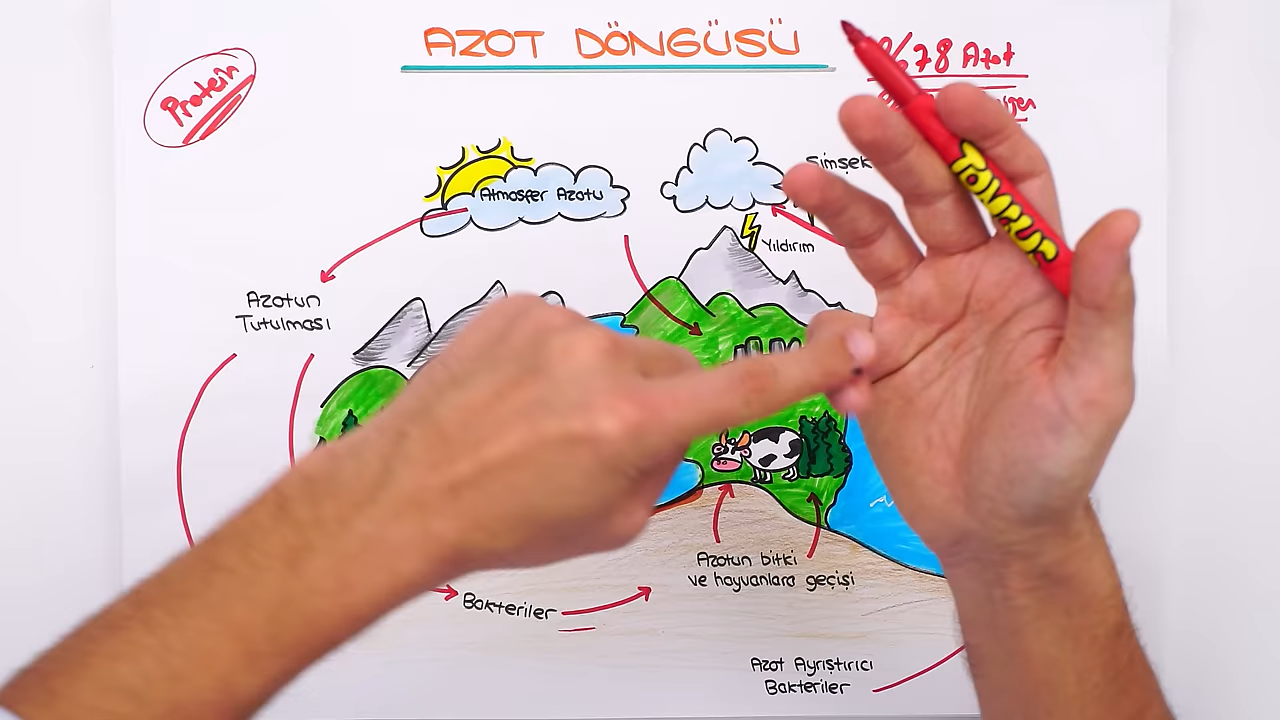 AZOT DÖNGÜSÜ
Protein
%78 Azot
Şimşek
Atmosfer Azotu
Yıldırım
Azotun
Tutulması
Azotun bitki
ve hayvanlara geçişi
Bakteriler
Azot Ayrıştırıcı
Bakteriler